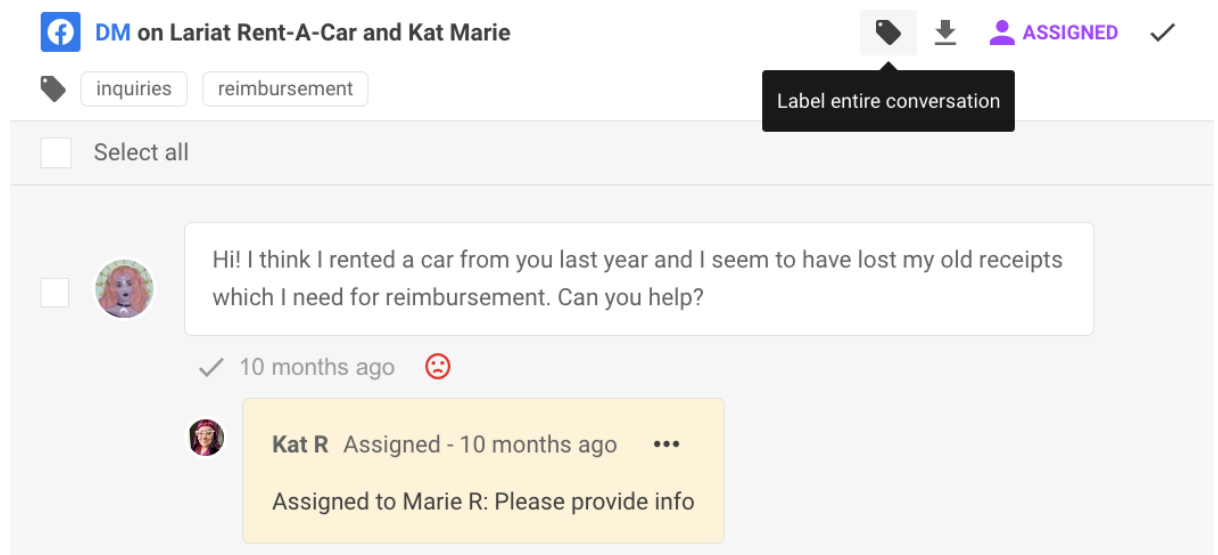 DM on Lariat Rent-A-Car and Kat Marie
ASSIGNED
inquiries
reimbursement
Label entire conversation
Select all
Hi! I think I rented a car from you last year and I seem to have lost my old receipts
which I need for reimbursement. Can you help?
10 months ago
Kat R Assigned - 10 months ago
Assigned to Marie R: Please provide info